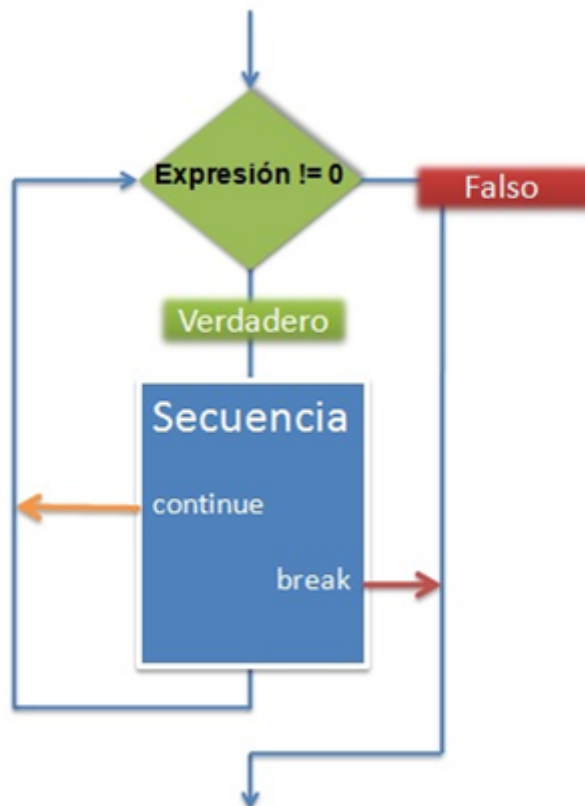 Expresión != 0
Falso
Verdadero
Secuencia
continue
break